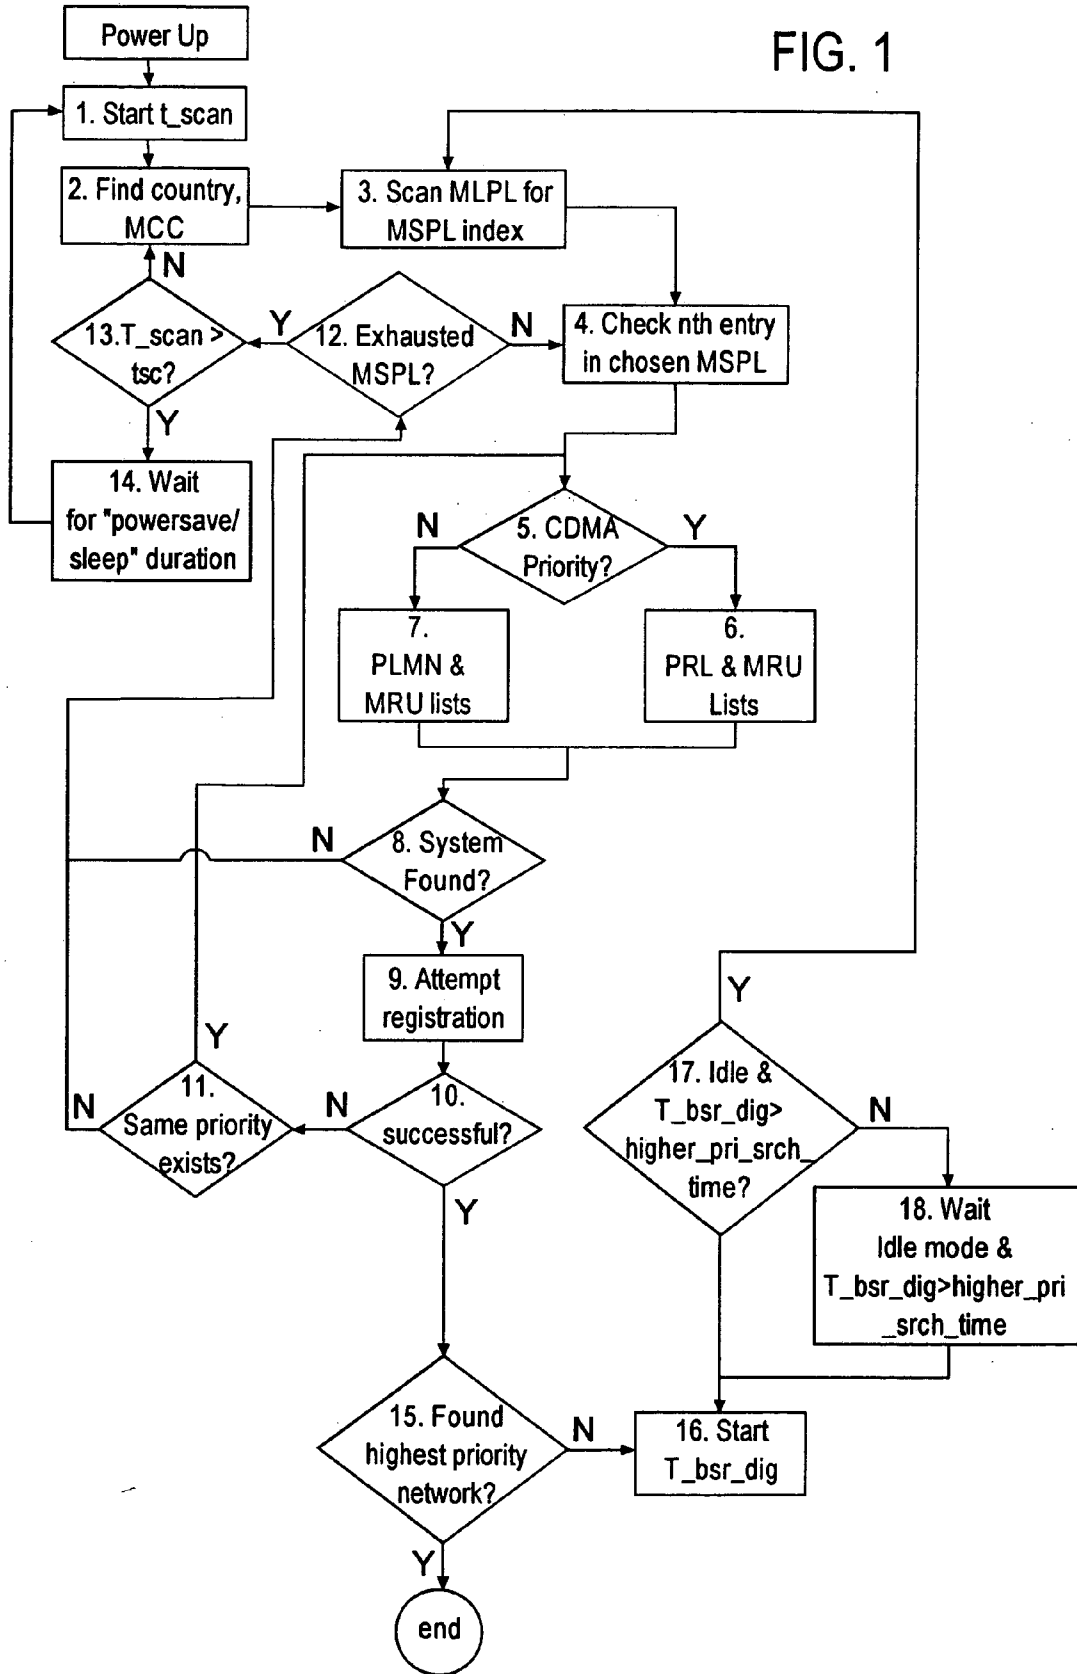 FIG. 1
Power Up
1. Start t_scan
2. Find country,
MCC
3. Scan MLPL for
MSPL index
N
13.T_scan >
tsc?
Y
12. Exhausted
MSPL?
N
4. Check nth entry
in chosen MSPL
Y
14. Wait
for "powersave/
sleep" duration
N
5. CDMA
Priority?
Y
7.
PLMN &
MRU lists
6.
PRL & MRU
Lists
N
8. System
Found?
Y
9. Attempt
registration
Y
N
11.
Same priority
exists?
N
10.
successful?
Y
Y
17. Idle &
T_bsr_dig>
higher_pri_srch_
time?
N
18. Wait
Idle mode &
T_bsr_dig>higher_pri
_srch_time
15. Found
highest priority
network?
N
16. Start
T_bsr_dig
Y
end